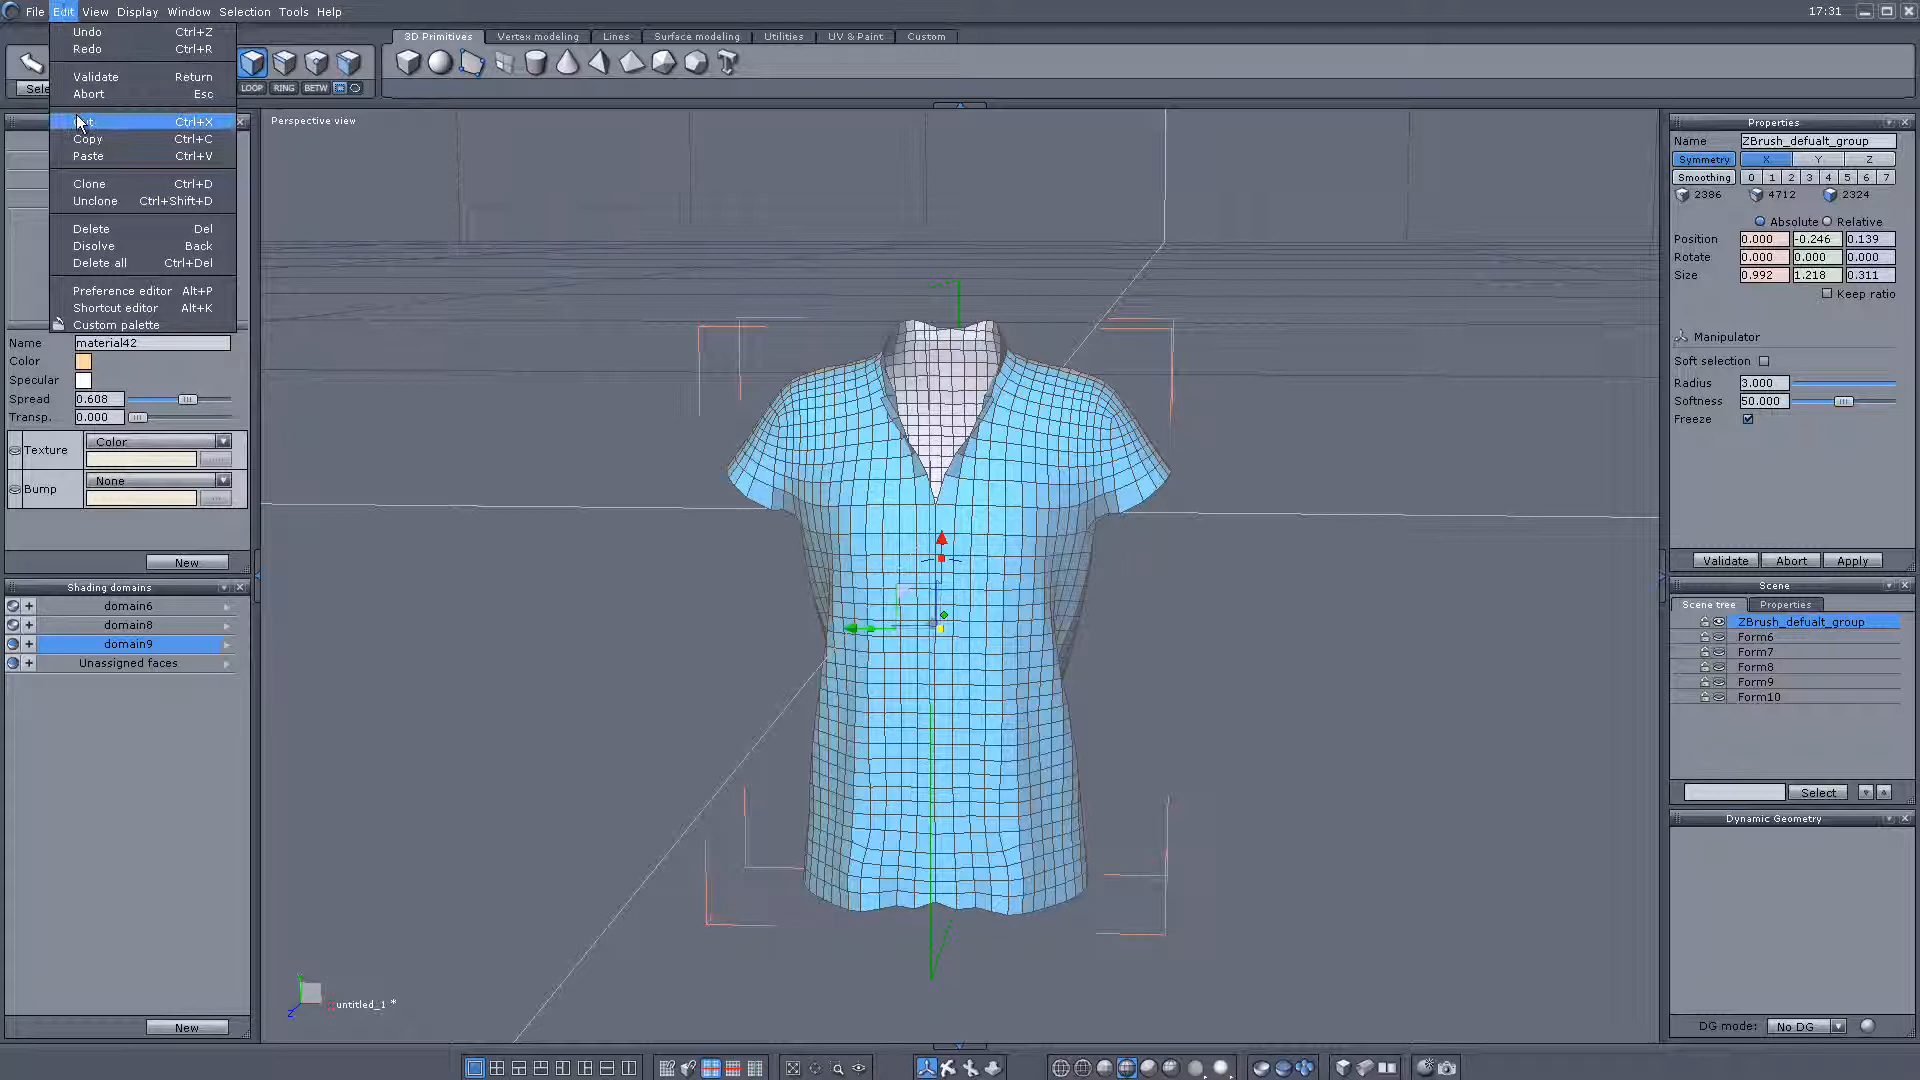 File Edit View Display Window Selection Tools Help
17:31
Undo Ctrl+Z
Redo Ctrl+R
Validate Return
Abort Esc
Ctrl+X
Copy Ctrl+C
Paste Ctrl+V
Clone Ctrl+D
Unclone Ctrl+Shift+D
Delete Del
Disolve Back
Delete all Ctrl+Del
Preference editor Alt+P
Shortcut editor Alt+K
Custom palette
3D Primitives Vertex modeling Lines Surface modeling Utilities UV & Paint Custom
LOOP RING BETW
Perspective view
Name material42
Color
Specular
Spread 0.608
Transp. 0.000
Texture Color
Bump None
New
Shading domains
domain6
domain8
domain9
Unassigned faces
New
untitled_1 *
Properties
Name ZBrush_defualt_group
Symmetry X Y Z
Smoothing 0 1 2 3 4 5 6 7
2386 4712 2324
Absolute Relative
Position 0.000 -0.246 0.139
Rotate 0.000 0.000 0.000
Size 0.992 1.218 0.311
Keep ratio
Manipulator
Soft selection
Radius 3.000
Softness 50.000
Freeze
Validate Abort Apply
Scene
Scene tree Properties
ZBrush_defualt_group
Form6
Form7
Form8
Form9
Form10
Select
Dynamic Geometry
DG mode: No DG